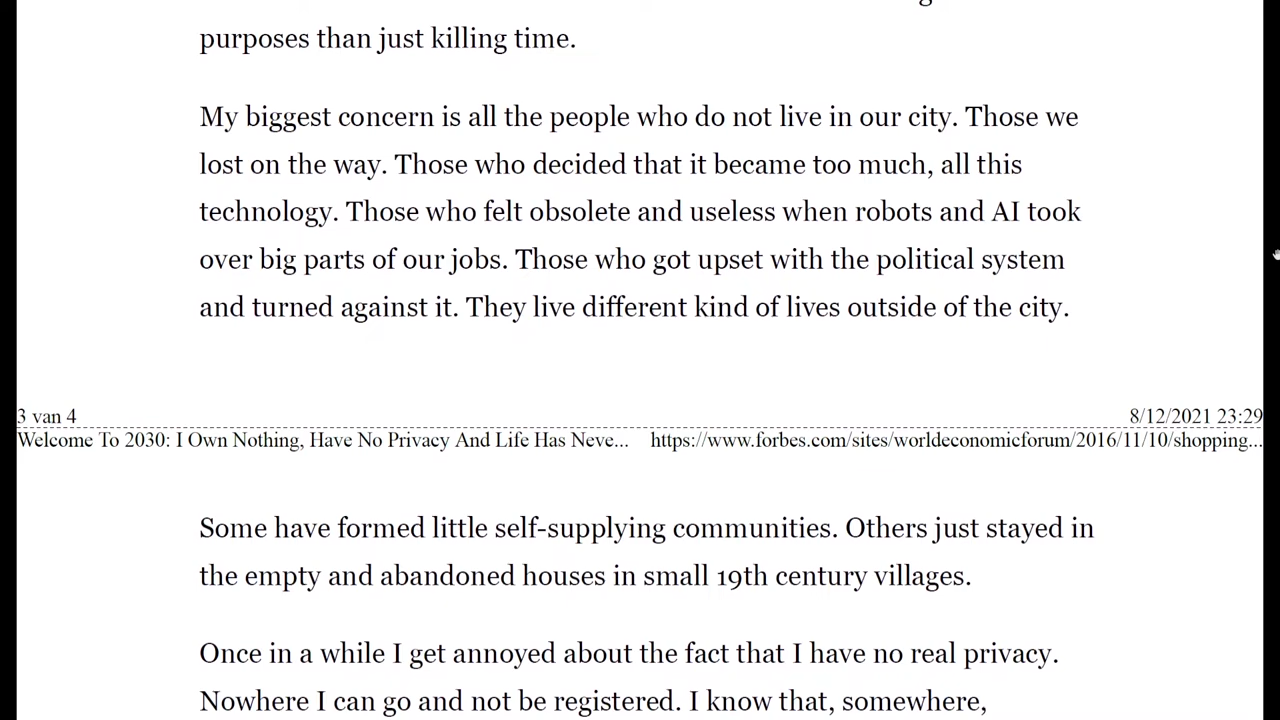 purposes than just killing time.
My biggest concern is all the people who do not live in our city. Those we
lost on the way. Those who decided that it became too much, all this
technology. Those who felt obsolete and useless when robots and AI took
over big parts of our jobs. Those who got upset with the political system
and turned against it. They live different kind of lives outside of the city.
3 van 4
8/12/2021 23:29
Welcome To 2030: I Own Nothing, Have No Privacy And Life Has Neve... https://www.forbes.com/sites/worldeconomicforum/2016/11/10/shopping...
Some have formed little self-supplying communities. Others just stayed in
the empty and abandoned houses in small 19th century villages.
Once in a while I get annoyed about the fact that I have no real privacy.
Nowhere I can go and not be registered. I know that, somewhere,